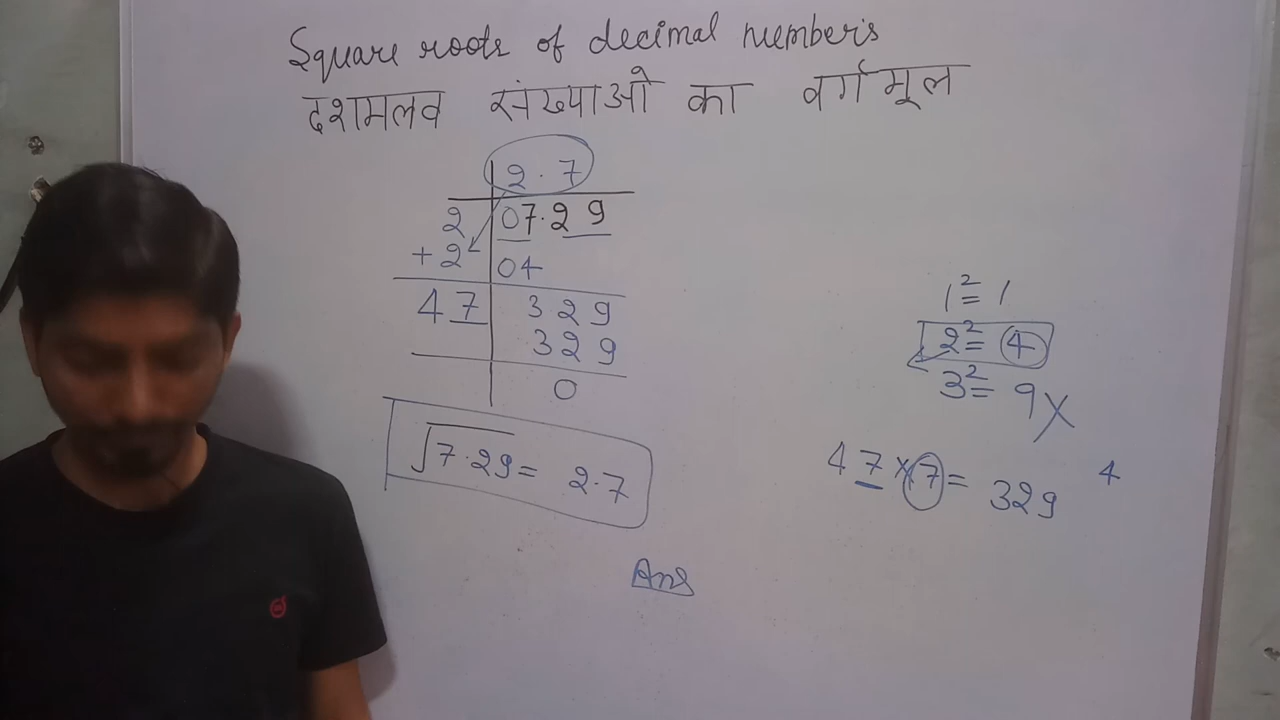 Square roots of decimal number's
दशमलव संख्याओ का वर्गमूल
2.7
2 07.29
+2 04
47 329
329
0
√7.29 = 2.7
Ans
1² = 1
2² = 4
3² = 9 X
47 × 7 = 329 4